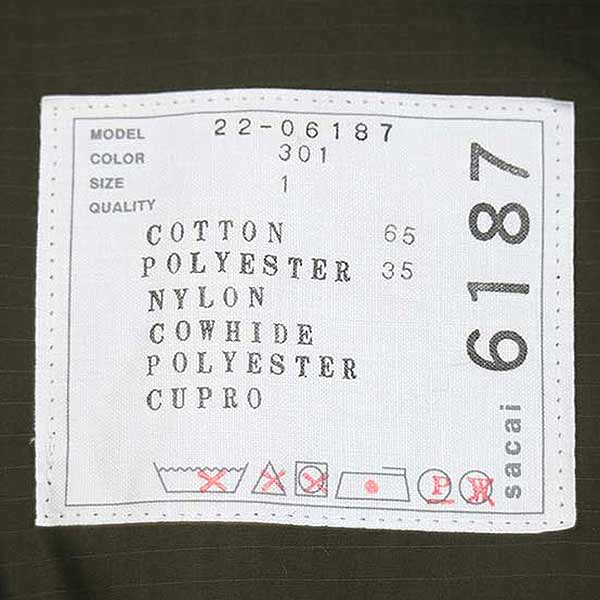 MODEL 22-06187
COLOR 301
SIZE 1
QUALITY
COTTON 65
POLYESTER 35
NYLON
COWHIDE
POLYESTER
CUPRO
P W
sacai 6187